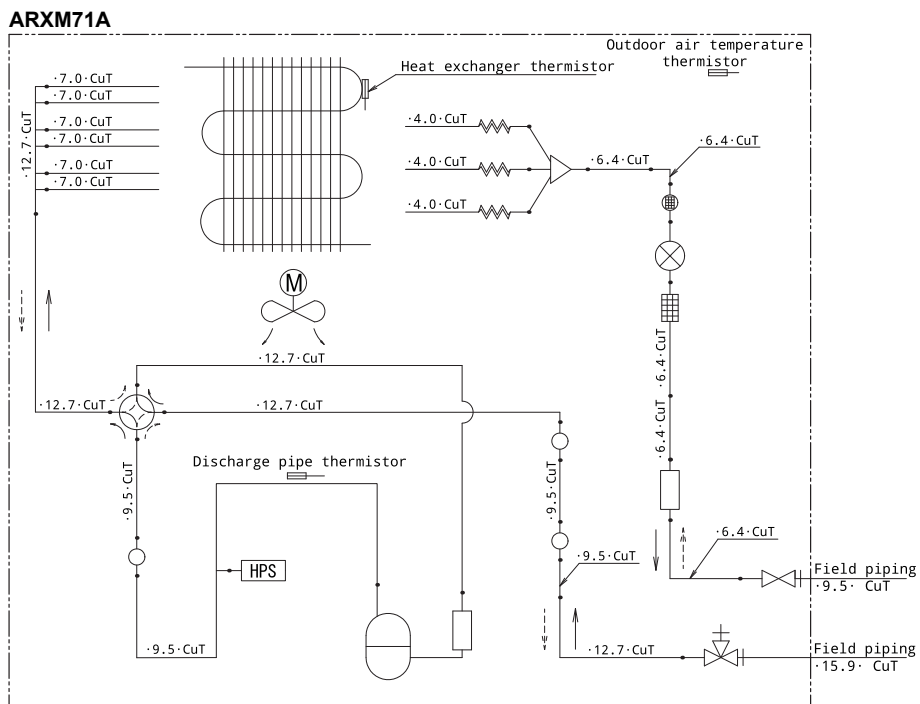 ARXM71A
Outdoor air temperature
thermistor
Heat exchanger thermistor
·7.0·CuT
·7.0·CuT
·7.0·CuT
·7.0·CuT
·7.0·CuT
·7.0·CuT
·12.7·CuT
·4.0·CuT
·4.0·CuT
·4.0·CuT
·6.4·CuT
·6.4·CuT
M
·12.7·CuT
·6.4·CuT
·12.7·CuT
·12.7·CuT
·6.4·CuT
Discharge pipe thermistor
·9.5·CuT
·9.5·CuT
·6.4·CuT
·9.5·CuT
HPS
Field piping
·9.5· CuT
·9.5·CuT
·12.7·CuT
Field piping
·15.9· CuT